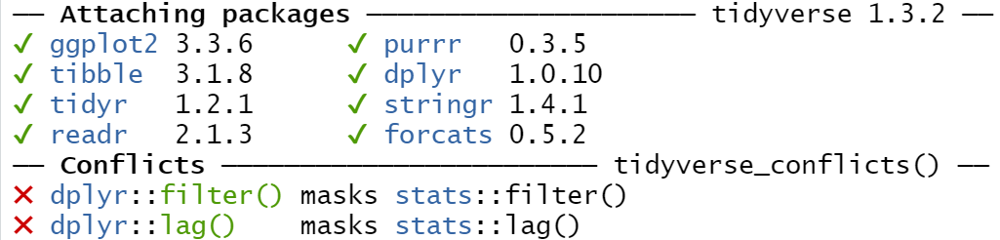 ── Attaching packages ───────────────────── tidyverse 1.3.2 ──
✔ ggplot2 3.3.6      ✔ purrr   0.3.5
✔ tibble  3.1.8      ✔ dplyr   1.0.10
✔ tidyr   1.2.1      ✔ stringr 1.4.1
✔ readr   2.1.3      ✔ forcats 0.5.2
── Conflicts ──────────────────────── tidyverse_conflicts() ──
✖ dplyr::filter() masks stats::filter()
✖ dplyr::lag()    masks stats::lag()